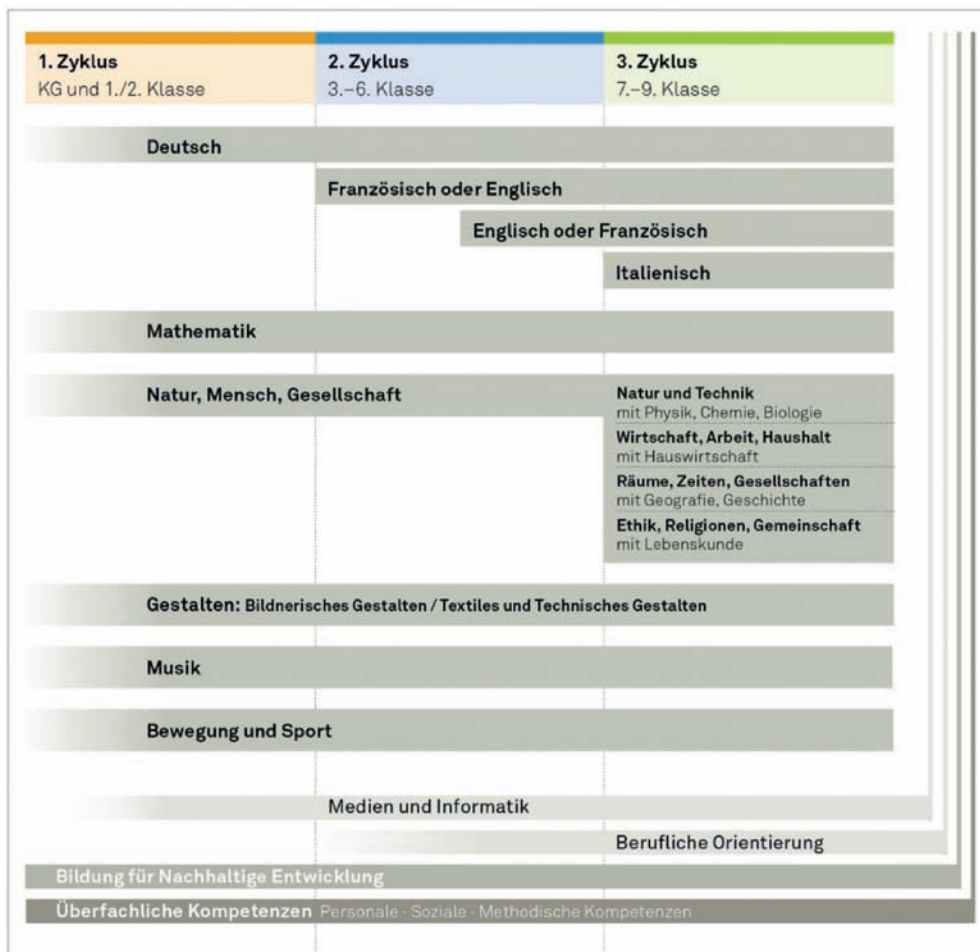 1. Zyklus
KG und 1./2. Klasse
2. Zyklus
3.–6. Klasse
3. Zyklus
7.–9. Klasse
Deutsch
Französisch oder Englisch
Englisch oder Französisch
Italienisch
Mathematik
Natur, Mensch, Gesellschaft
Natur und Technik
mit Physik, Chemie, Biologie
Wirtschaft, Arbeit, Haushalt
mit Hauswirtschaft
Räume, Zeiten, Gesellschaften
mit Geografie, Geschichte
Ethik, Religionen, Gemeinschaft
mit Lebenskunde
Gestalten: Bildnerisches Gestalten / Textiles und Technisches Gestalten
Musik
Bewegung und Sport
Medien und Informatik
Berufliche Orientierung
Bildung für Nachhaltige Entwicklung
Überfachliche Kompetenzen Personale · Soziale · Methodische Kompetenzen